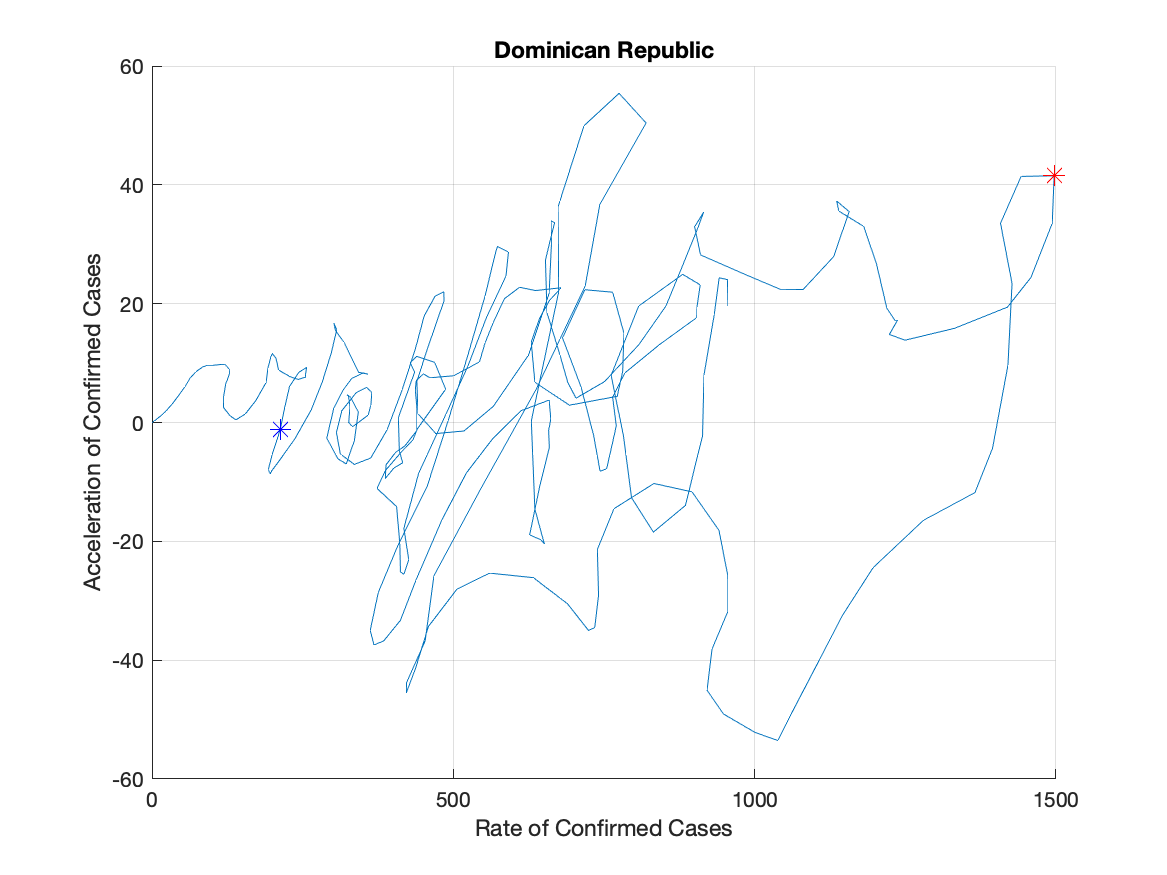 Dominican Republic
60
40
20
0
-20
-40
-60
Acceleration of Confirmed Cases
0 500 1000 1500
Rate of Confirmed Cases